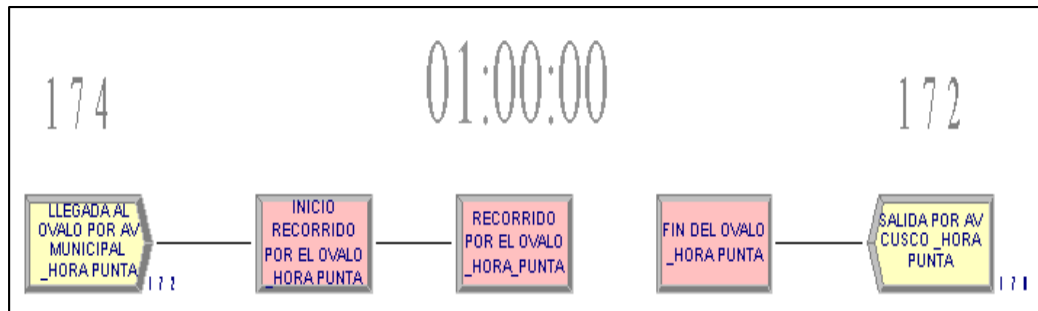 174
01:00:00
172
LLEGADA AL
OVALO POR AV
MUNICIPAL
_HORA PUNTA
172
INICIO
RECORRIDO
POR EL OVALO
_HORA PUNTA
RECORRIDO
POR EL OVALO
_HORA_PUNTA
FIN DEL OVALO
_HORA PUNTA
SALIDA POR AV
CUSCO _HORA
PUNTA